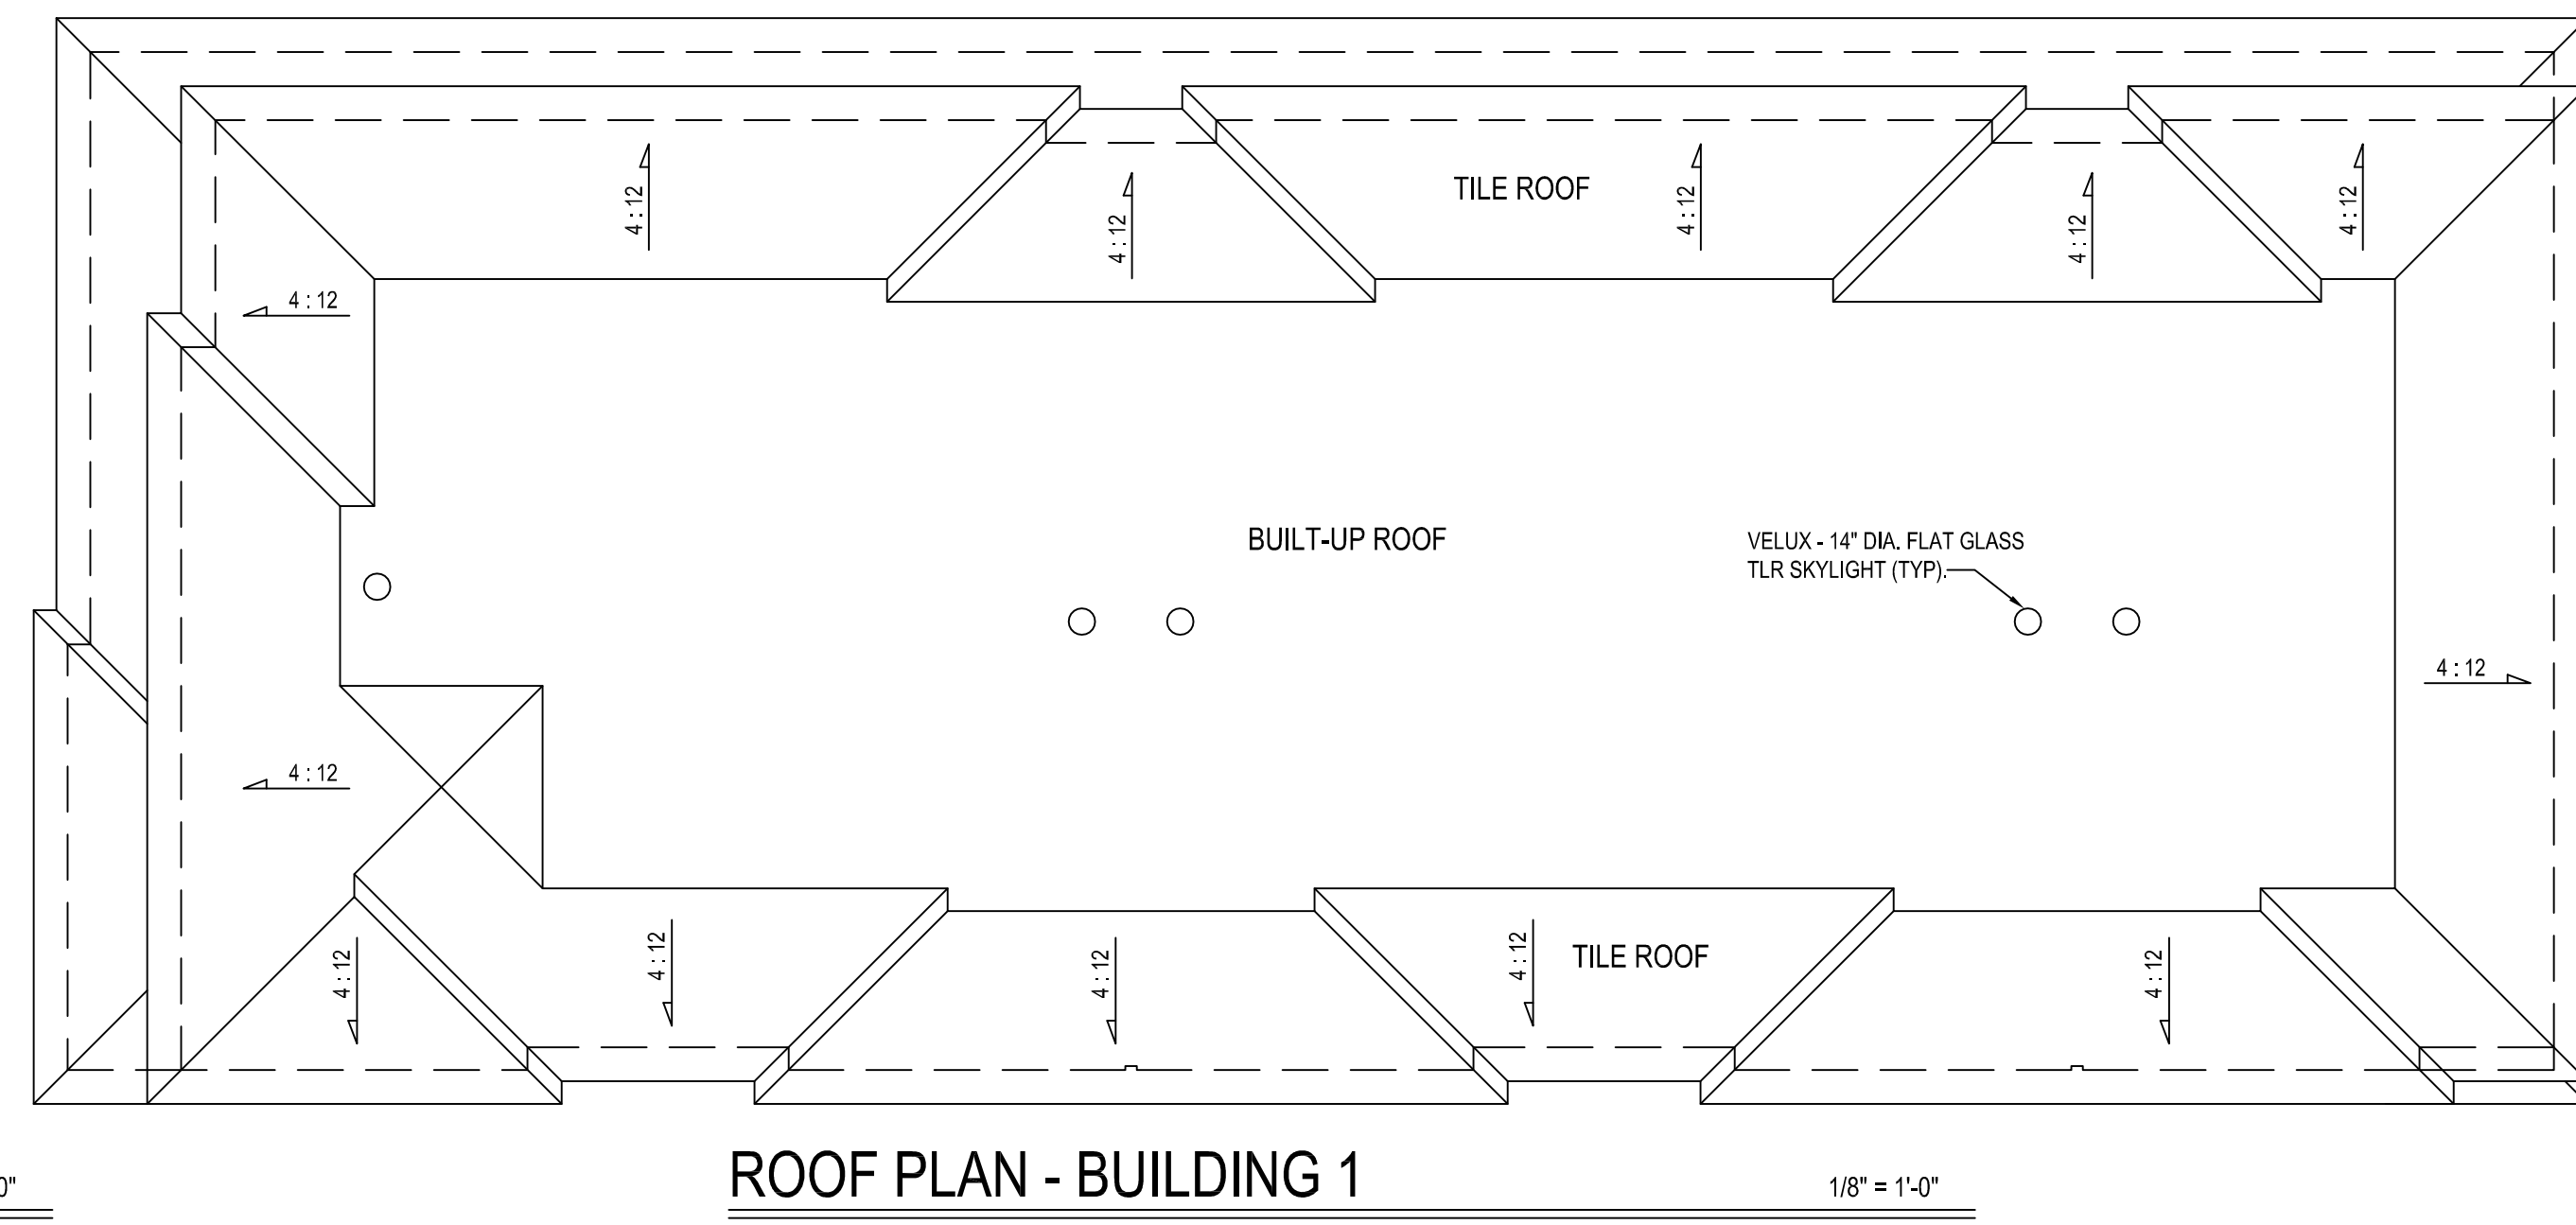 4 : 12
4 : 12
4 : 12
4 : 12
4 : 12
TILE ROOF
4 : 12
BUILT-UP ROOF
VELUX - 14" DIA. FLAT GLASS
TLR SKYLIGHT (TYP).
4 : 12
4 : 12
4 : 12
4 : 12
4 : 12
4 : 12
TILE ROOF
4 : 12
ROOF PLAN - BUILDING 1
1/8" = 1'-0"
0"